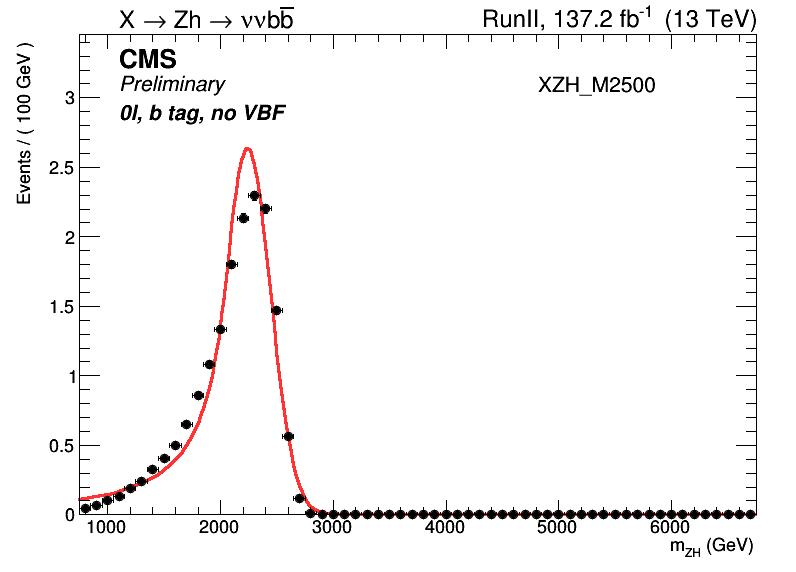 X → Zh → ννbb̅
RunII, 137.2 fb⁻¹ (13 TeV)
CMS
Preliminary
0l, b tag, no VBF
XZH_M2500
Events / ( 100 GeV )
3
2.5
2
1.5
1
0.5
0
1000 2000 3000 4000 5000 6000
m_ZH (GeV)